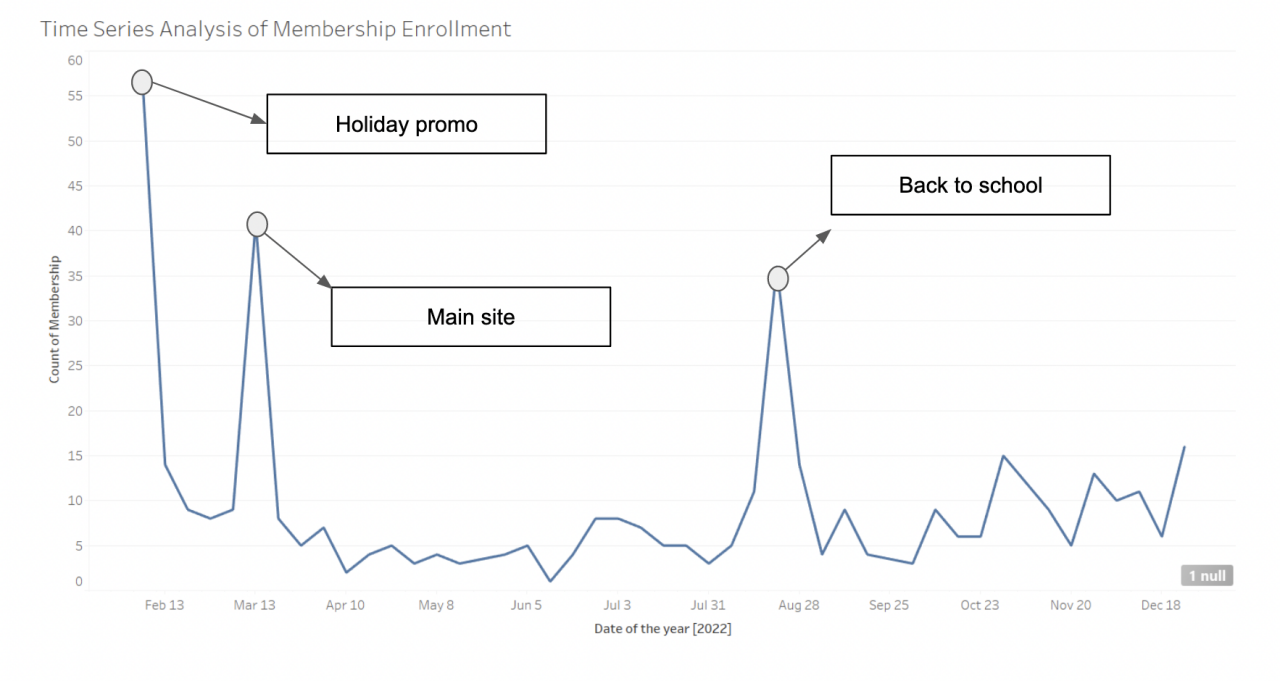 Time Series Analysis of Membership Enrollment
60
55
50
45
40
35
30
25
20
15
10
5
0
Count of Membership
Holiday promo
Main site
Back to school
1 null
Feb 13 Mar 13 Apr 10 May 8 Jun 5 Jul 3 Jul 31 Aug 28 Sep 25 Oct 23 Nov 20 Dec 18
Date of the year [2022]